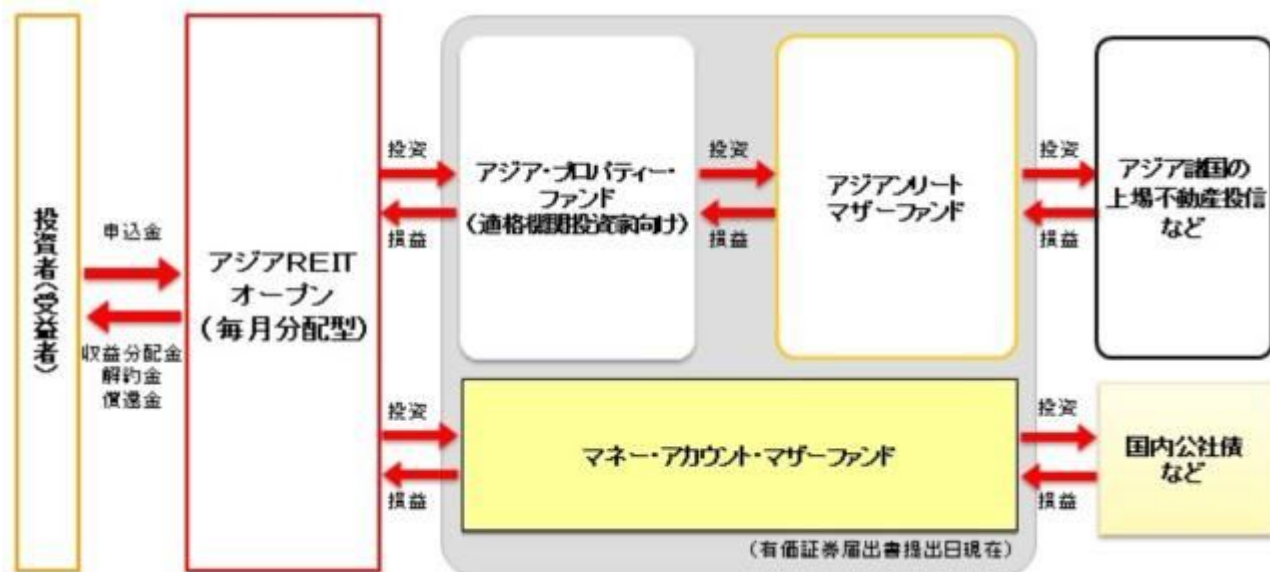 投資者(受益者)
申込金
収益分配金
解約金
償還金
アジアREIT
オープン
(毎月分配型)
投資
損益
アジア・プロパティー・
ファンド
(適格機関投資家向け)
投資
損益
アジアンリート
マザーファンド
投資
損益
アジア諸国の
上場不動産投信
など
投資
損益
マネー・アカウント・マザーファンド
投資
損益
国内公社債
など
(有価証券届出書提出日現在)